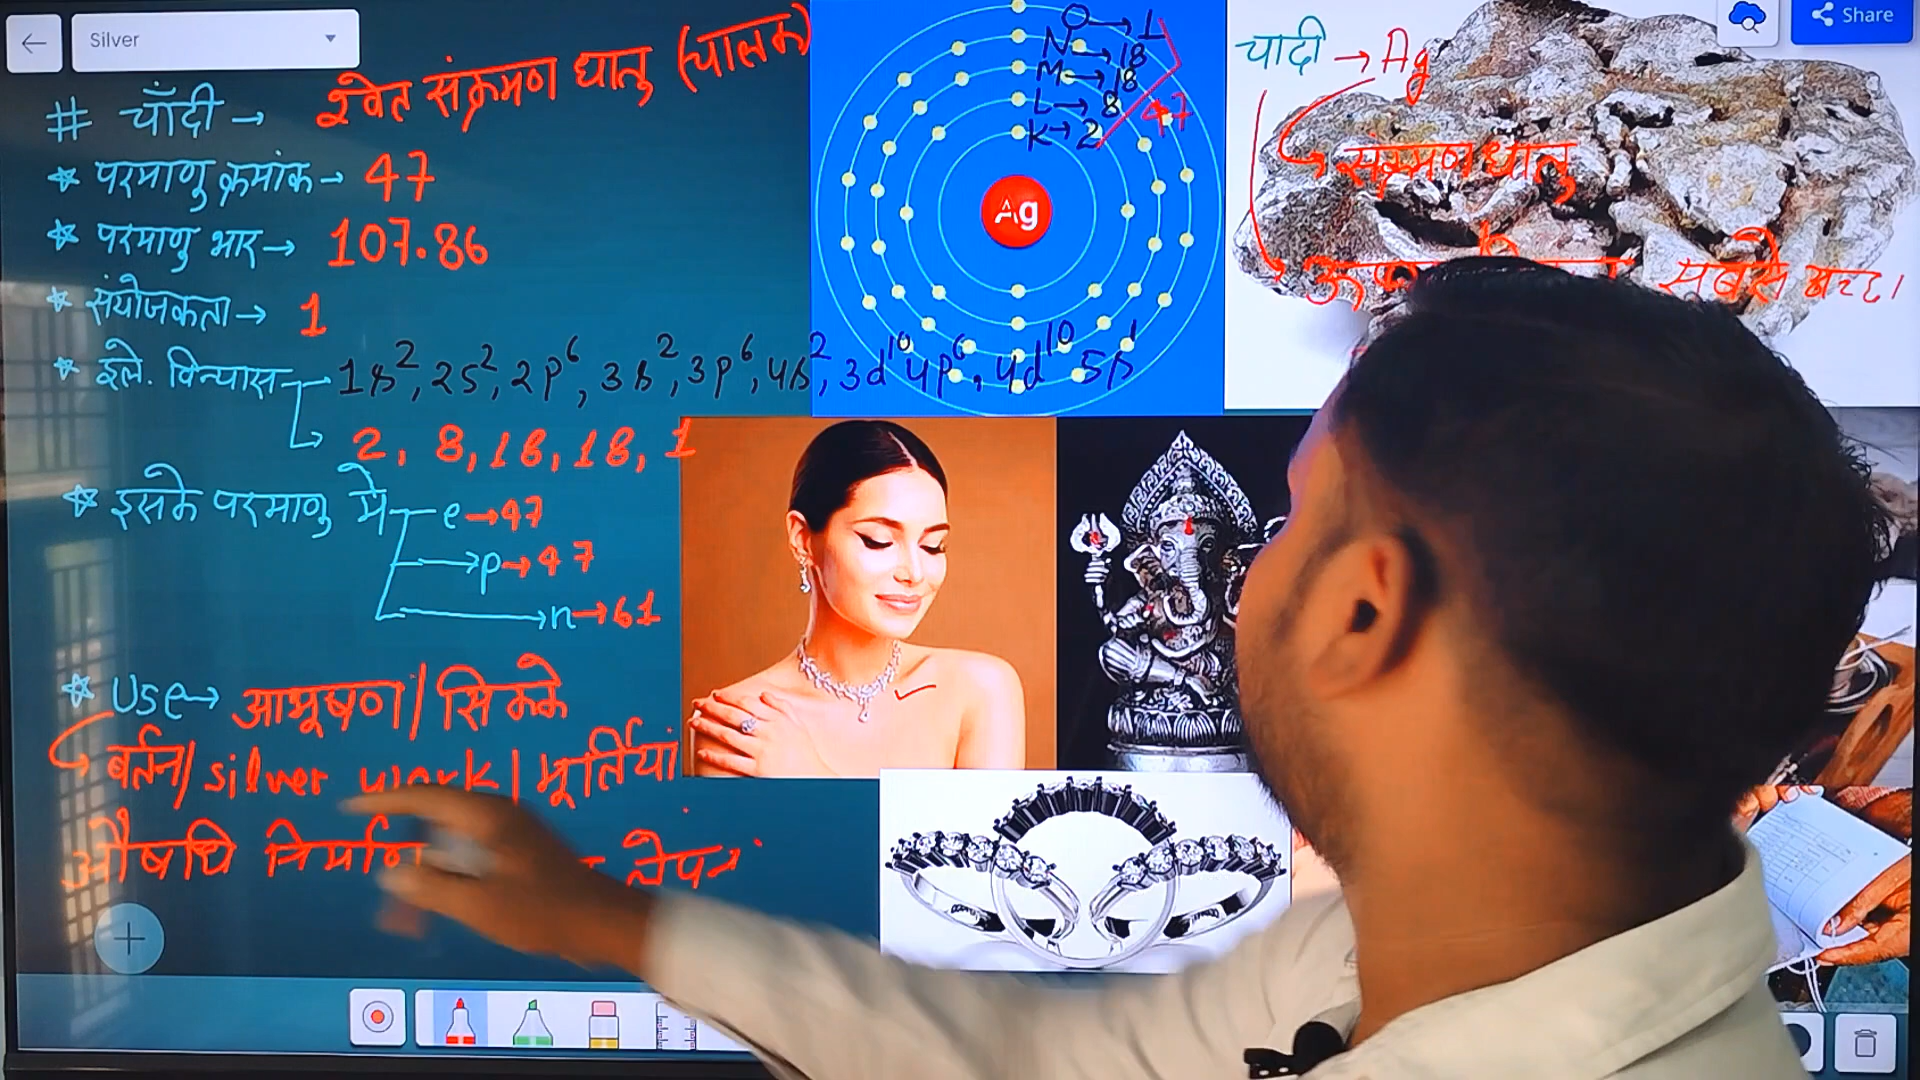 Silver
Share
# चाँदी → श्वेत संक्रमण धातु (चालक)
* परमाणु क्रमांक → 47
* परमाणु भार → 107.86
* संयोजकता → 1
* इले. विन्यास → 1s², 2s², 2p⁶, 3s², 3p⁶, 4s², 3d¹⁰ 4p⁶, 4d¹⁰ 5s¹
→ 2, 8, 18, 18, 1
* इसके परमाणु में e → 47
→ p → 47
→ n → 61
* Use → आभूषण / सिक्के
बर्तन / silver work / मूर्तियां
औषधि निर्माण लेपन
O → 1
N → 18
M → 18
L → 8
K → 2
47
Ag
चादी → Ag
संक्रमण धातु
सबसे